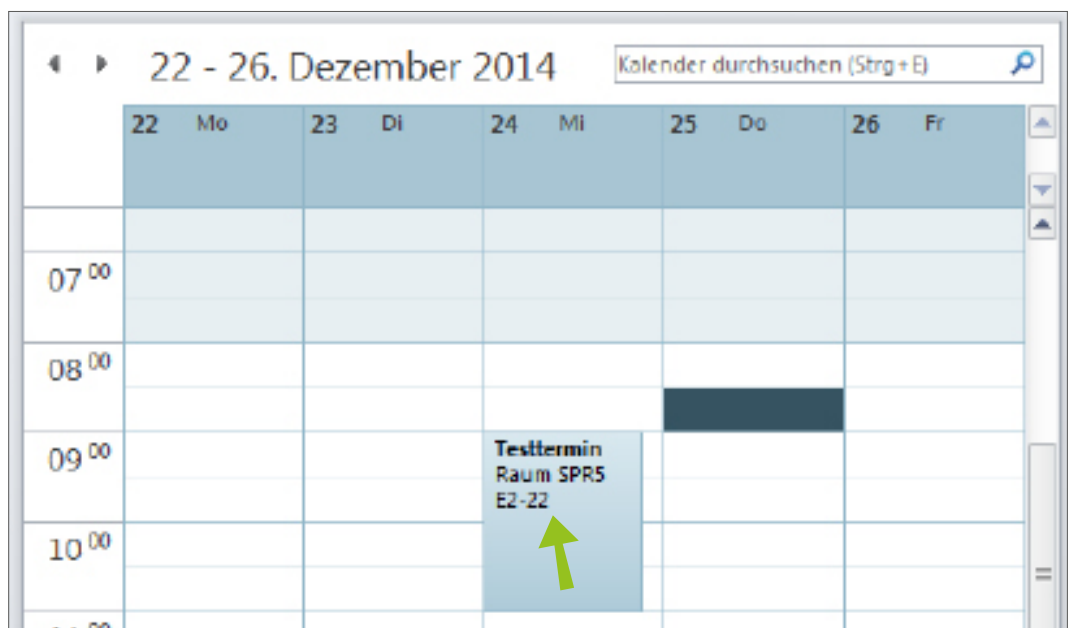 22 - 26. Dezember 2014
Kalender durchsuchen (Strg+E)
22 Mo 23 Di 24 Mi 25 Do 26 Fr
07 00
08 00
09 00
Testtermin
Raum SPR5
E2-22
10 00
00